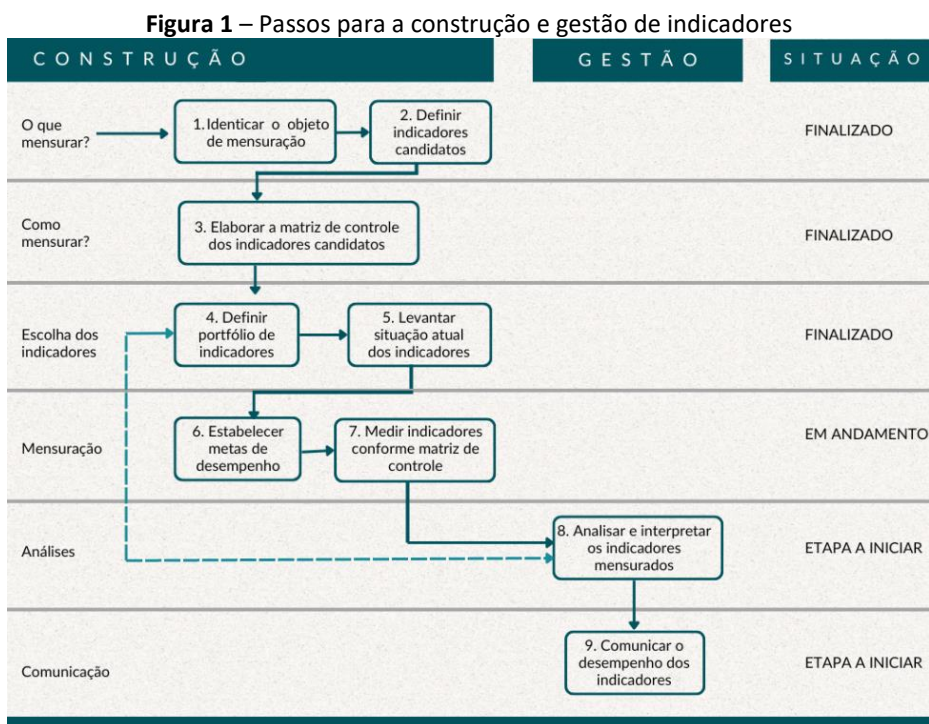 Figura 1 – Passos para a construção e gestão de indicadores
CONSTRUÇÃO
GESTÃO
SITUAÇÃO
O que
mensurar?
1. Identicar o objeto
de mensuração
2. Definir
indicadores
candidatos
FINALIZADO
Como
mensurar?
3. Elaborar a matriz de controle
dos indicadores candidatos
FINALIZADO
Escolha dos
indicadores
4. Definir
portfólio de
indicadores
5. Levantar
situação atual
dos indicadores
FINALIZADO
Mensuração
6. Estabelecer
metas de
desempenho
7. Medir indicadores
conforme matriz de
controle
EM ANDAMENTO
Análises
8. Analisar e interpretar
os indicadores
mensurados
ETAPA A INICIAR
Comunicação
9. Comunicar o
desempenho dos
indicadores
ETAPA A INICIAR